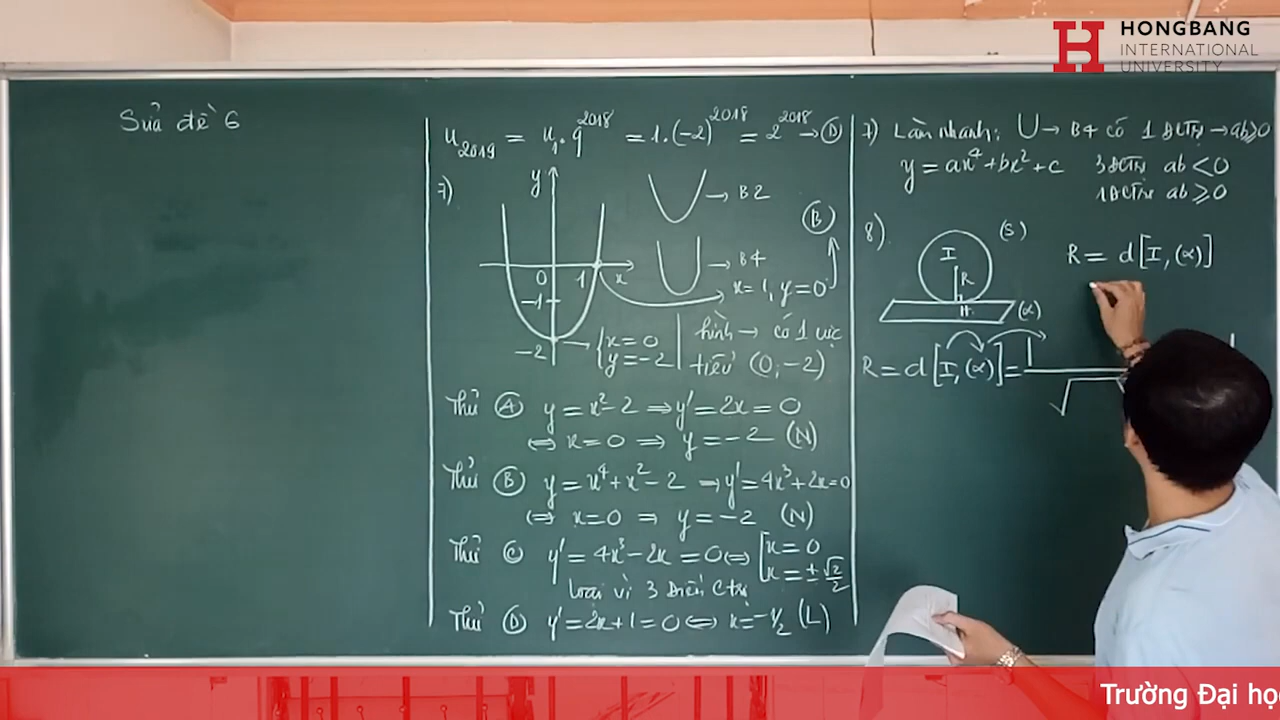 HONGBANG
INTERNATIONAL
UNIVERSITY
Sửa đề 6
u₂₀₁₉ = u₁.q²⁰¹⁸ = 1.(-2)²⁰¹⁸ = 2²⁰¹⁸ → Ⓓ
7)
y
→ B2
Ⓑ
→ B4
0 1 x
x=1, y=0
-1
-2
{x=0
y=-2
hình → có 1 cực
tiểu (0,-2)
Thử Ⓐ y = x²-2 ⇒ y' = 2x = 0
⇔ x = 0 ⇒ y = -2 (N)
Thử Ⓑ y = x⁴+x²-2 → y' = 4x³+2x=0
⇔ x=0 ⇒ y=-2 (N)
Thử Ⓒ y' = 4x³-2x = 0 ⇔ [x = 0
x = ±√2/2
loại vì 3 điểm Ctrị
Thử Ⓓ y' = 2x+1 = 0 ⇔ x = -1/2 (L)
7) Làm nhanh: U → B4 có 1 ĐCTrị → ab≥0
y = ax⁴+bx²+c 3 ĐCTrị ab < 0
1 ĐCTrị ab ≥ 0
8)
(S)
I
R
H
(α)
R = d[I,(α)]
R = d[I,(α)] = | √
Trường Đại học